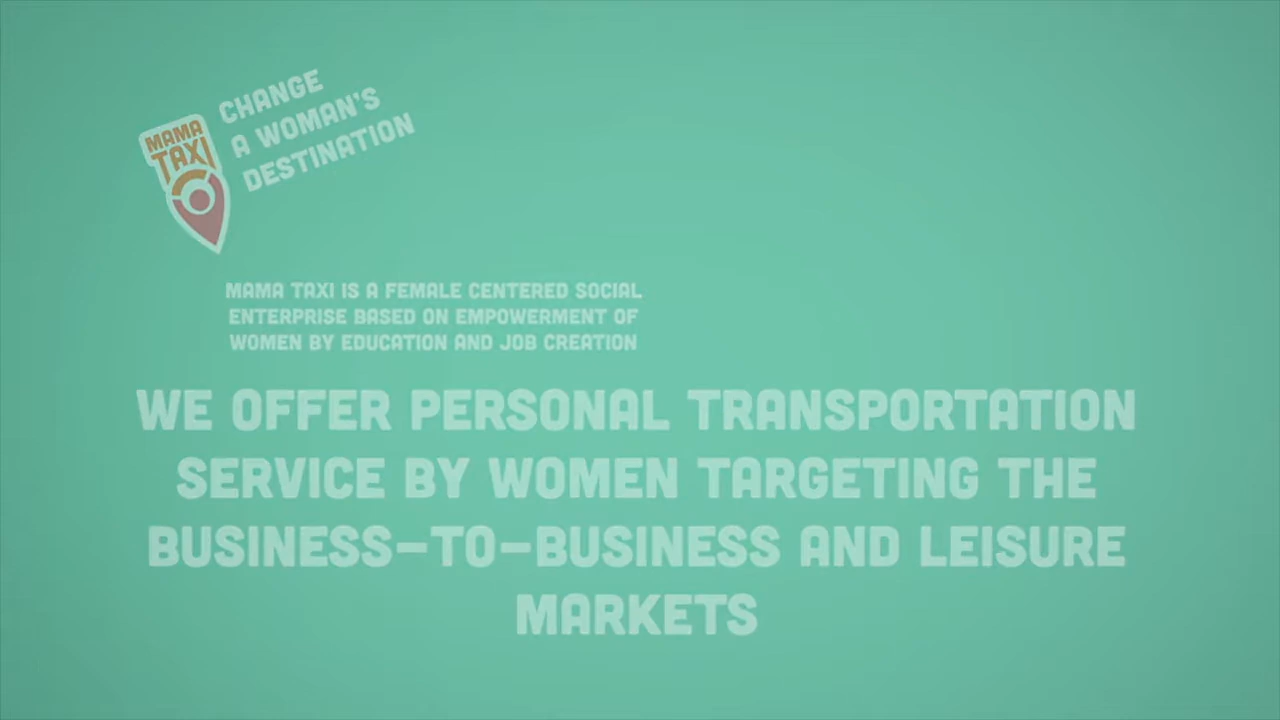 MAMA
TAXI
CHANGE
A WOMAN'S
DESTINATION
MAMA TAXI IS A FEMALE CENTERED SOCIAL
ENTERPRISE BASED ON EMPOWERMENT OF
WOMEN BY EDUCATION AND JOB CREATION
WE OFFER PERSONAL TRANSPORTATION
SERVICE BY WOMEN TARGETING THE
BUSINESS-TO-BUSINESS AND LEISURE
MARKETS